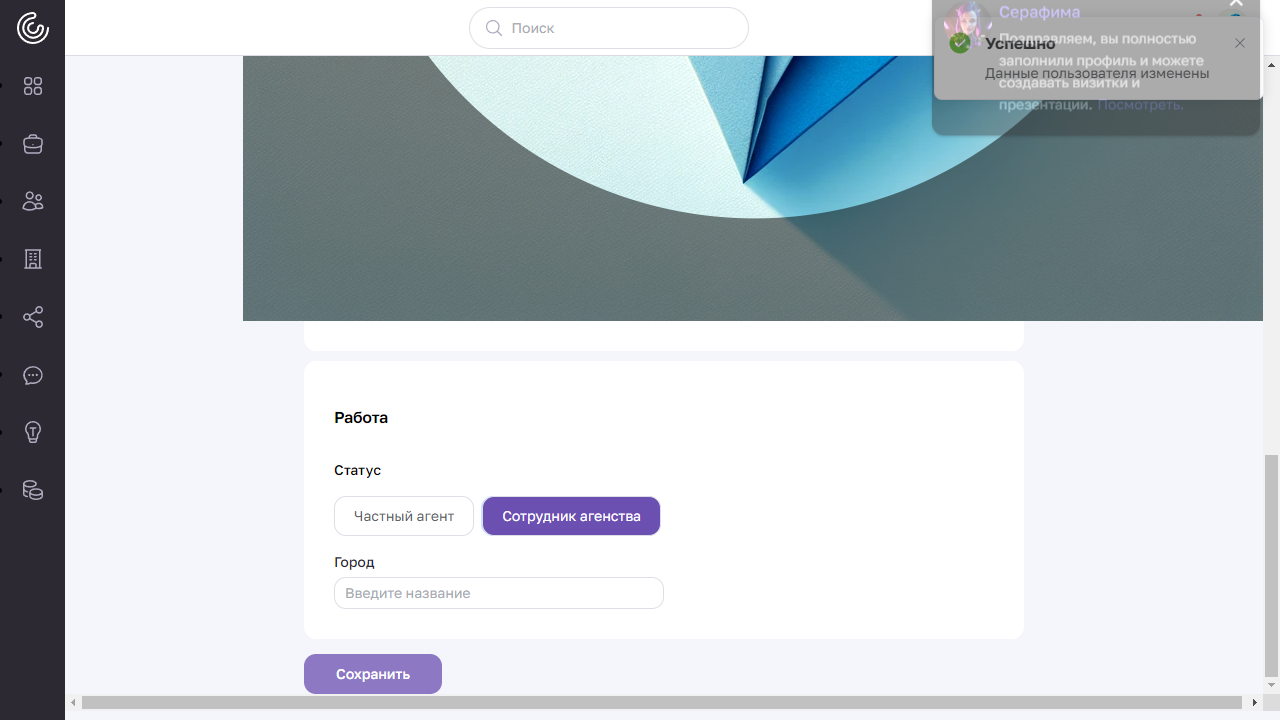 Поиск
Серафима
Поздравляем, вы полностью
заполнили профиль и можете
создавать визитки и
презентации. Посмотреть.
Успешно
Данные пользователя изменены
Работа
Статус
Частный агент
Сотрудник агенства
Город
Введите название
Сохранить